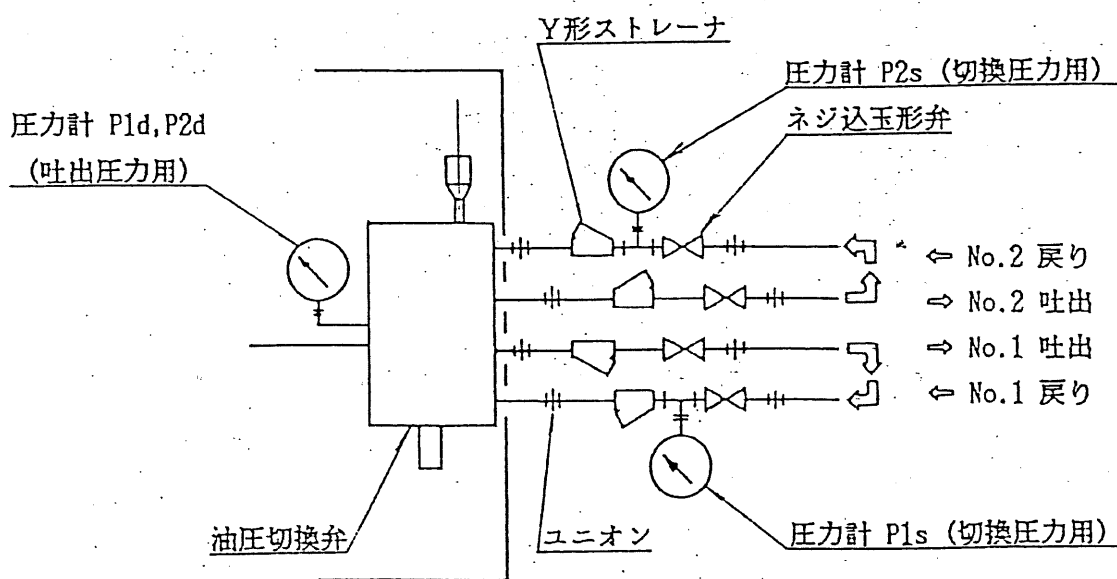 Y形ストレーナ
圧力計 P2s (切換圧力用)
ネジ込玉形弁
圧力計 P1d,P2d
(吐出圧力用)
⇐ No.2 戻り
⇒ No.2 吐出
⇒ No.1 吐出
⇐ No.1 戻り
油圧切換弁
ユニオン
圧力計 P1s (切換圧力用)